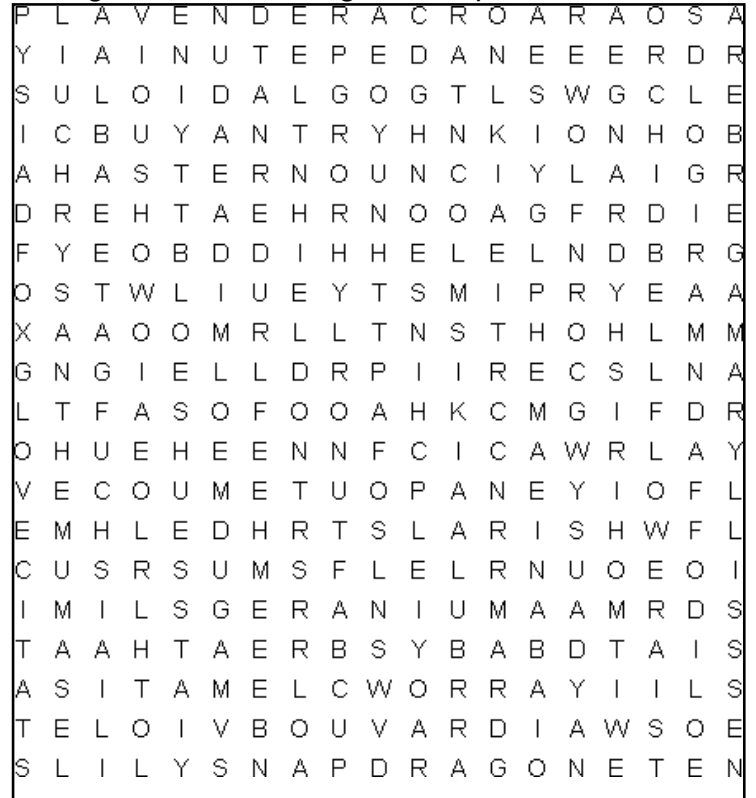 P L A V E N D E R A C R O A R A O S A
Y I A I N U T E P E D A N E E E R D R
S U L O I D A L G O G T L S W G C L E
I C B U Y A N T R Y H N K I O N H O B
A H A S T E R N O U N C I Y L A I G R
D R E H T A E H R N O O A G F R D I E
F Y E O B D D I H H E L E L N D B R G
O S T W L I U E Y T S M I P R Y E A A
X A A O O M R L L T N S T H O H L M M
G N G I E L L D R P I I R E C S L N A
L T F A S O F O O A H K C M G I F D R
O H U E H E E N N F C I C A W R L A Y
V E C O U M E T U O P A N E Y I O F L
E M H L E D H R T S L A R I S H W F L
C U S R S U M S F L E L R N U O E O I
I M I L S G E R A N I U M A A M R D S
T A A H T A E R B S Y B A B D T A I S
A S I T A M E L C W O R R A Y I I L S
T E L O I V B O U V A R D I A W S O E
S L I L Y S N A P D R A G O N E T E N